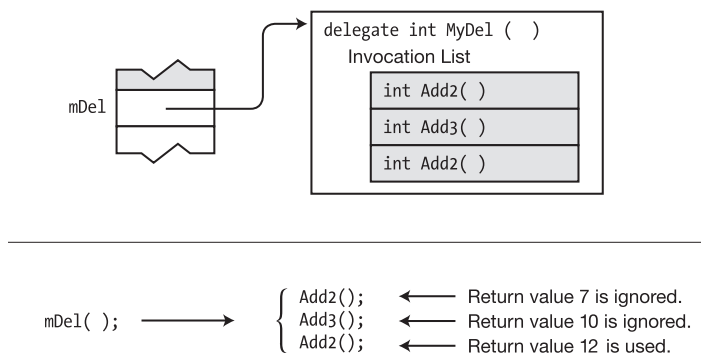 delegate int MyDel ( )
Invocation List
int Add2( )
mDel
int Add3( )
int Add2( )
mDel( );
Add2(); Return value 7 is ignored.
Add3(); Return value 10 is ignored.
Add2(); Return value 12 is used.